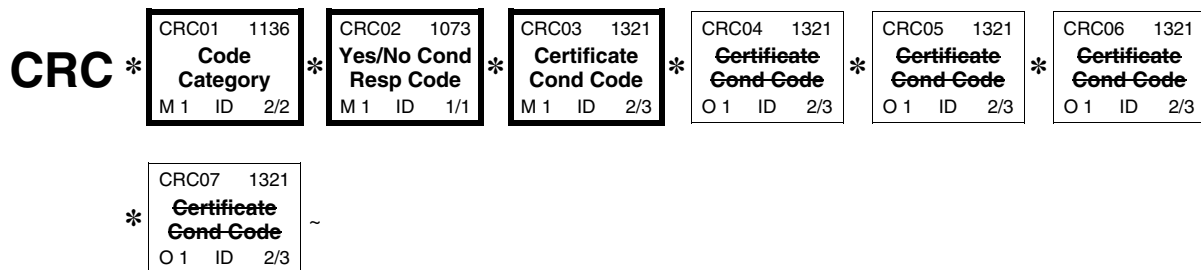 CRC * CRC01 1136 * CRC02 1073 * CRC03 1321 * CRC04 1321 * CRC05 1321 * CRC06 1321
Code Yes/No Cond Certificate Certificate Certificate Certificate
Category Resp Code Cond Code Cond Code Cond Code Cond Code
M 1 ID 2/2 M 1 ID 1/1 M 1 ID 2/3 O 1 ID 2/3 O 1 ID 2/3 O 1 ID 2/3
* CRC07 1321 ~
Certificate
Cond Code
O 1 ID 2/3